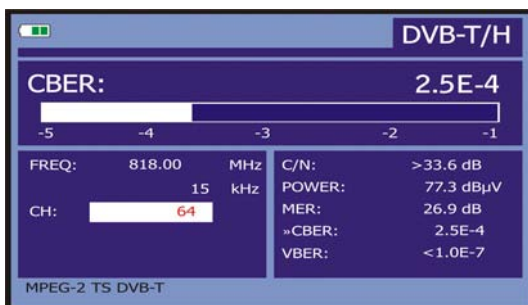 DVB-T/H
CBER: 2.5E-4
-5 -4 -3 -2 -1
FREQ: 818.00 MHz
15 kHz
CH: 64
C/N: >33.6 dB
POWER: 77.3 dBµV
MER: 26.9 dB
»CBER: 2.5E-4
VBER: <1.0E-7
MPEG-2 TS DVB-T